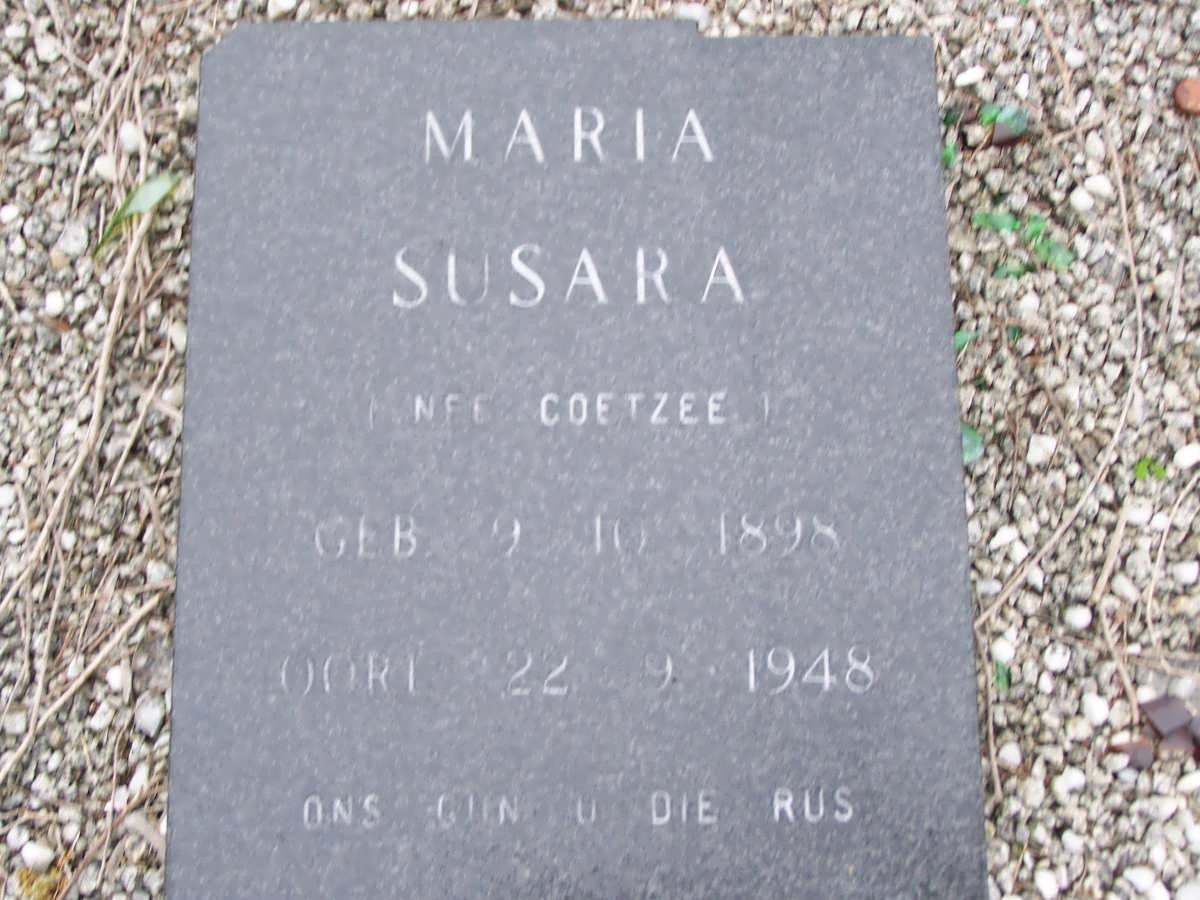 MARIA
SUSARA
( NEE COETZEE )
GEB 9 10 1898
OORL 22 9 1948
ONS GUN U DIE RUS